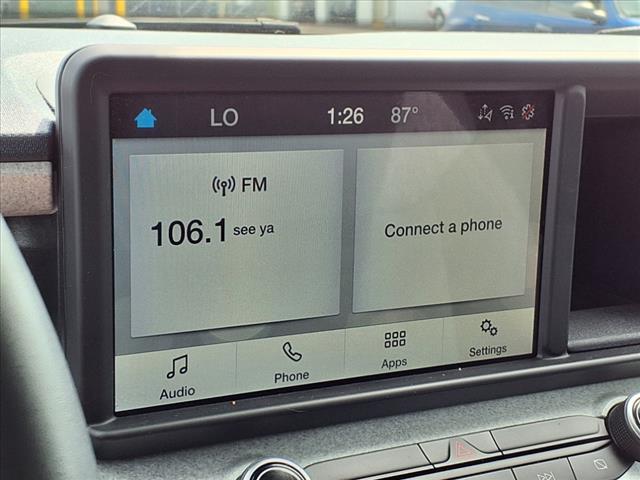 LO 1:26 87°
FM
106.1 see ya
Connect a phone
Audio Phone Apps Settings